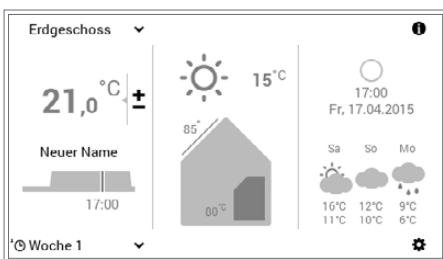 Erdgeschoss
21,0 °C ±
Neuer Name
17:00
Woche 1
15°C
85°
00°C
17:00
Fr, 17.04.2015
Sa So Mo
16°C 12°C 9°C
11°C 10°C 6°C